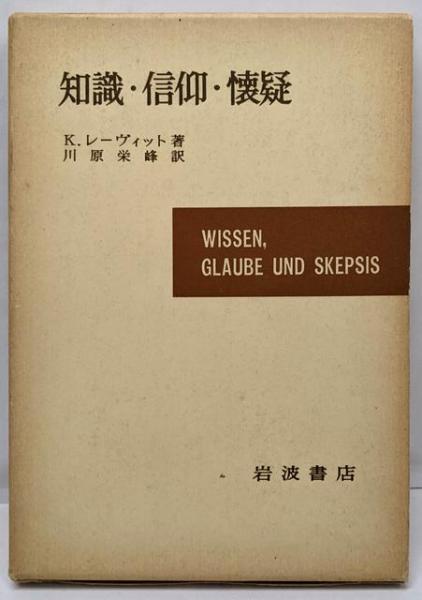 知識・信仰・懐疑
K.レーヴィット著
川原栄峰訳
WISSEN,
GLAUBE UND SKEPSIS
岩波書店